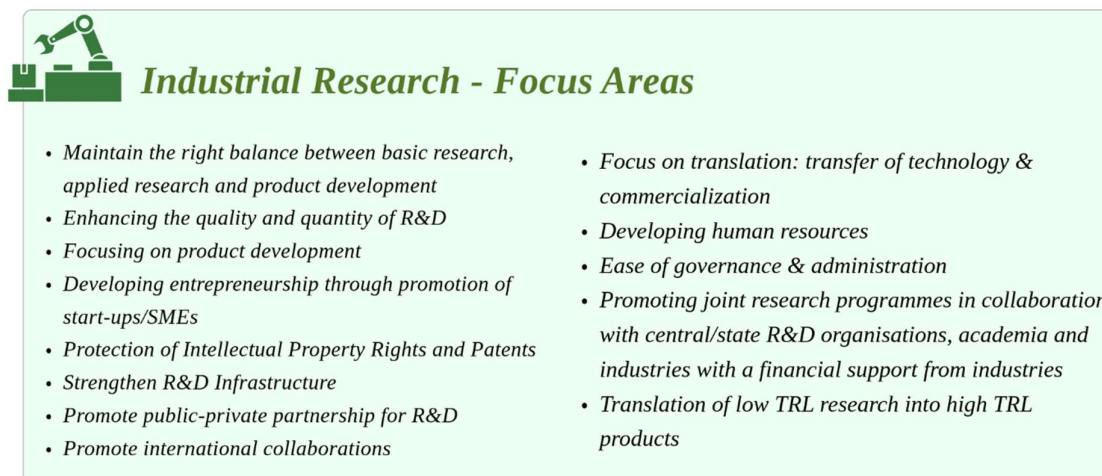 Industrial Research - Focus Areas
• Maintain the right balance between basic research,
applied research and product development
• Enhancing the quality and quantity of R&D
• Focusing on product development
• Developing entrepreneurship through promotion of
start-ups/SMEs
• Protection of Intellectual Property Rights and Patents
• Strengthen R&D Infrastructure
• Promote public-private partnership for R&D
• Promote international collaborations
• Focus on translation: transfer of technology &
commercialization
• Developing human resources
• Ease of governance & administration
• Promoting joint research programmes in collaboration
with central/state R&D organisations, academia and
industries with a financial support from industries
• Translation of low TRL research into high TRL
products